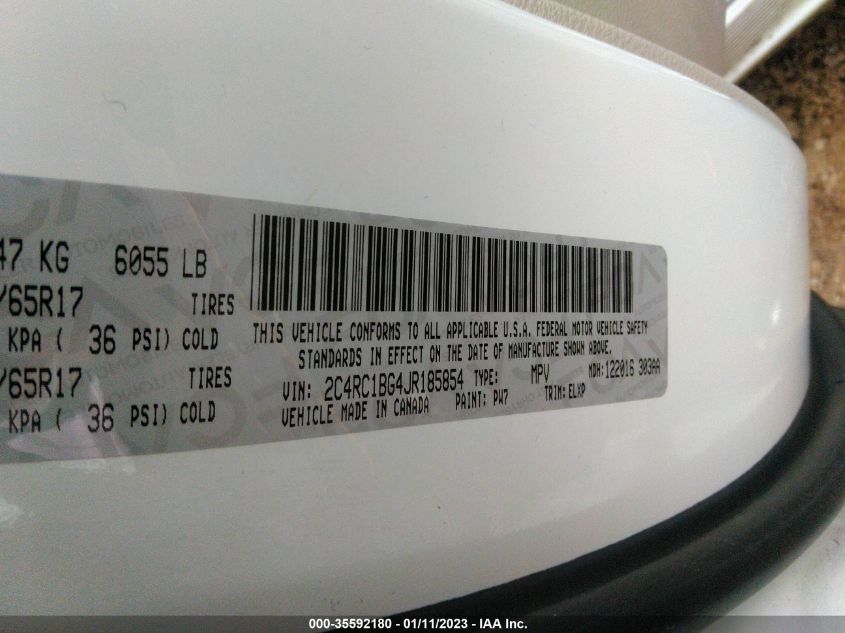 47 KG 6055 LB
/65R17 TIRES
KPA ( 36 PSI) COLD
/65R17 TIRES
KPA ( 36 PSI) COLD
THIS VEHICLE CONFORMS TO ALL APPLICABLE U.S.A. FEDERAL MOTOR VEHICLE SAFETY
STANDARDS IN EFFECT ON THE DATE OF MANUFACTURE SHOWN ABOVE.
VIN: 2C4RC1BG4JR185854 TYPE: MPV MDH: 122016 303AA
VEHICLE MADE IN CANADA PAINT: PW7 TRIM: ELXP
000-35592180 - 01/11/2023 - IAA Inc.